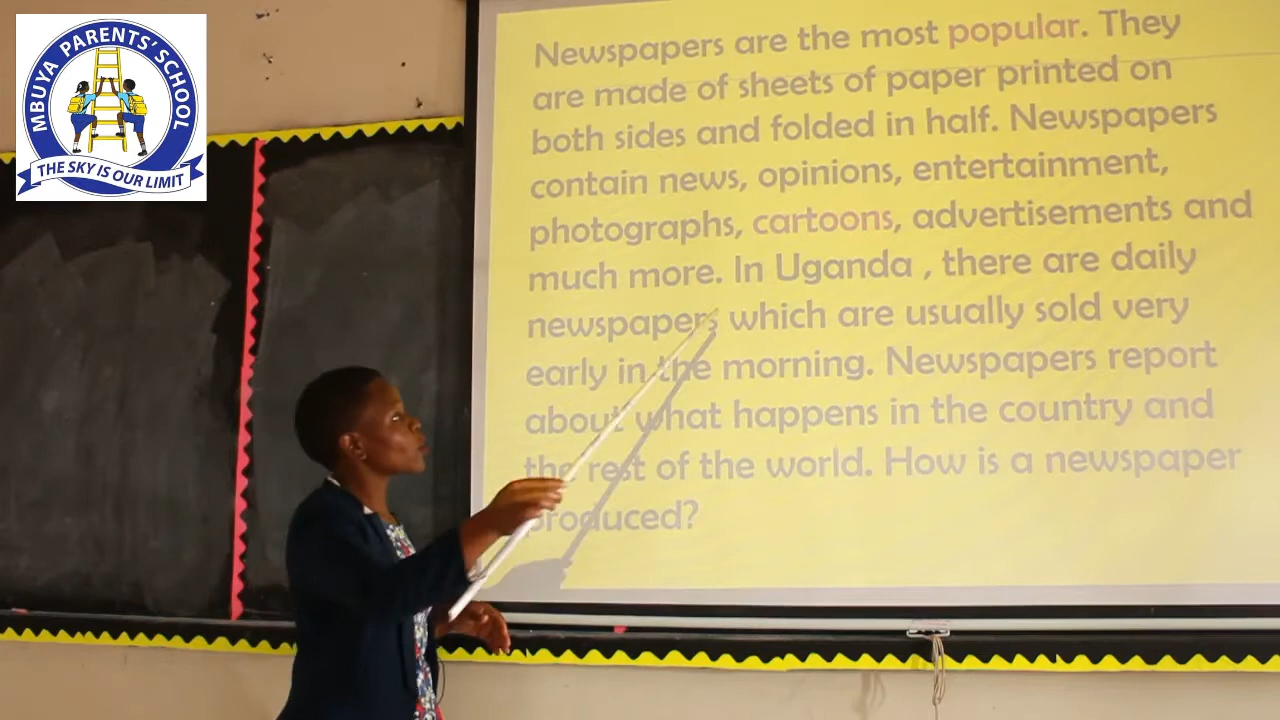 MBUYA PARENTS' SCHOOL
THE SKY IS OUR LIMIT
Newspapers are the most popular. They
are made of sheets of paper printed on
both sides and folded in half. Newspapers
contain news, opinions, entertainment,
photographs, cartoons, advertisements and
much more. In Uganda , there are daily
newspapers which are usually sold very
early in the morning. Newspapers report
about what happens in the country and
the rest of the world. How is a newspaper
produced?